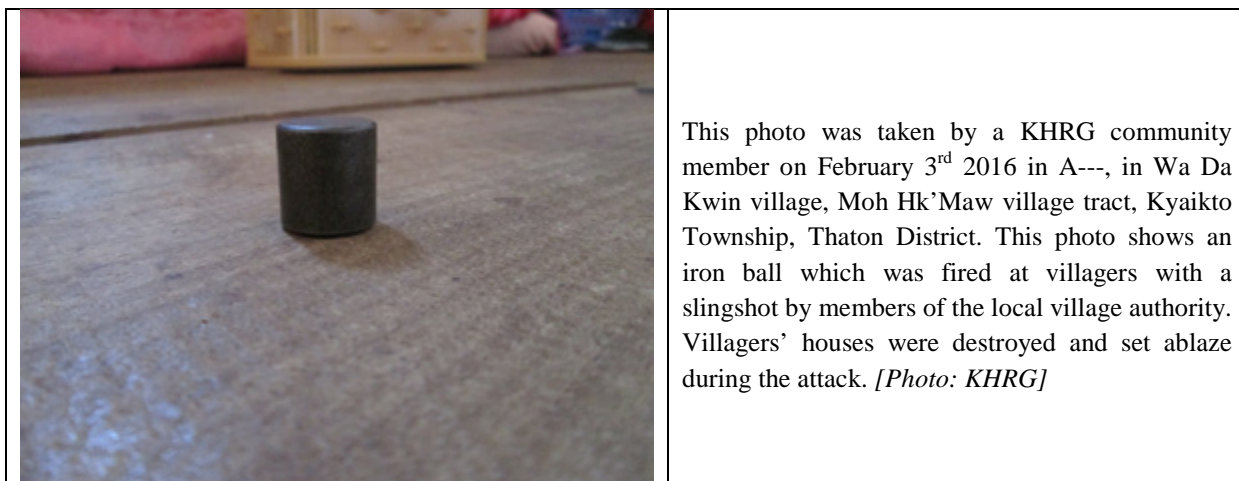 This photo was taken by a KHRG community
member on February 3rd 2016 in A---, in Wa Da
Kwin village, Moh Hk’Maw village tract, Kyaikto
Township, Thaton District. This photo shows an
iron ball which was fired at villagers with a
slingshot by members of the local village authority.
Villagers’ houses were destroyed and set ablaze
during the attack. [Photo: KHRG]